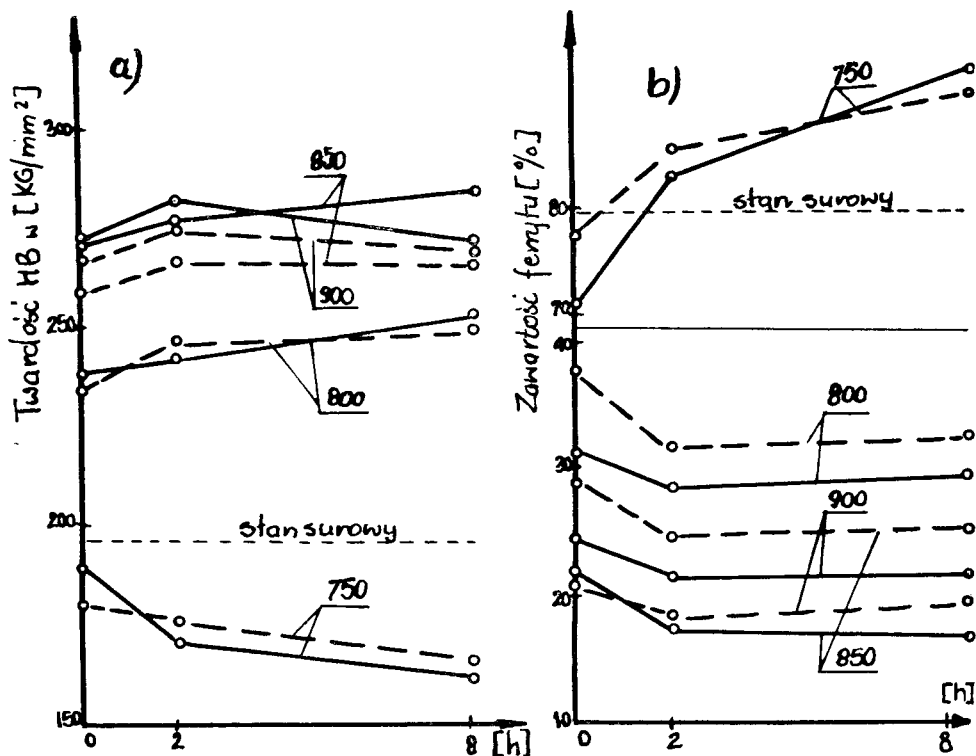 a)
Twardość HB w [KG/mm²]
300
250
200
150
850
900
800
stan surowy
750
0 2 8 [h]
b)
Zawartość ferrytu [%]
80
70
40
30
20
10
750
stan surowy
800
900
850
[h]
0 2 8